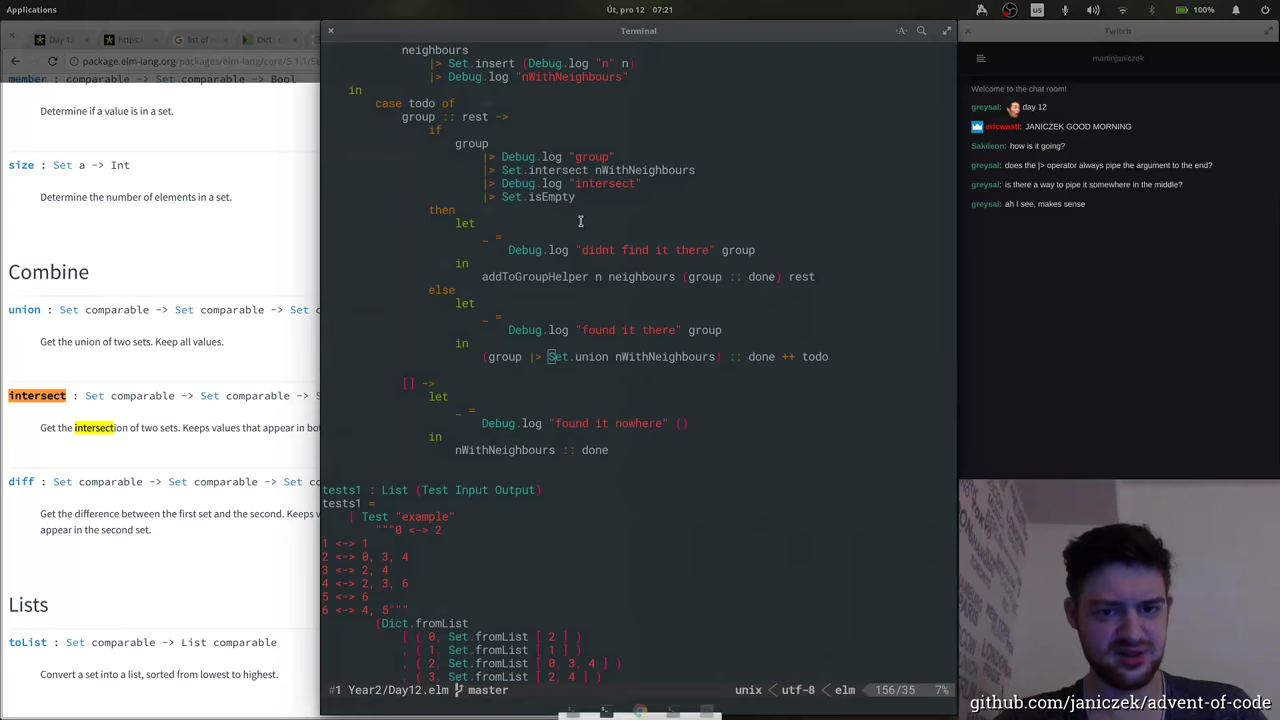 Applications
Út, pro 12   07:21
us
100%
Day 1
https:/
list of
Dict
package.elm-lang.org/packages/elm-lang/core/5.1.1/Se
member : Set comparable -> comparable -> Bool
Determine if a value is in a set.
size : Set a -> Int
Determine the number of elements in a set.
Combine
union : Set comparable -> Set comparable -> Set c
Get the union of two sets. Keep all values.
intersect : Set comparable -> Set comparable -> S
Get the intersection of two sets. Keeps values that appear in bot
diff : Set comparable -> Set comparable -> Set co
Get the difference between the first set and the second. Keeps v
appear in the second set.
Lists
toList : Set comparable -> List comparable
Convert a set into a list, sorted from lowest to highest.
Terminal
-A-
neighbours
|> Set.insert (Debug.log "n" n)
|> Debug.log "nWithNeighbours"
in
case todo of
group :: rest ->
if
group
|> Debug.log "group"
|> Set.intersect nWithNeighbours
|> Debug.log "intersect"
|> Set.isEmpty
then
let
_ =
Debug.log "didnt find it there" group
in
addToGroupHelper n neighbours (group :: done) rest
else
let
_ =
Debug.log "found it there" group
in
(group |> Set.union nWithNeighbours) :: done ++ todo
[] ->
let
_ =
Debug.log "found it nowhere" ()
in
nWithNeighbours :: done
tests1 : List (Test Input Output)
tests1 =
[ Test "example"
"""0 <-> 2
1 <-> 1
2 <-> 0, 3, 4
3 <-> 2, 4
4 <-> 2, 3, 6
5 <-> 6
6 <-> 4, 5"""
(Dict.fromList
[ ( 0, Set.fromList [ 2 ] )
, ( 1, Set.fromList [ 1 ] )
, ( 2, Set.fromList [ 0, 3, 4 ] )
, ( 3, Set.fromList [ 2, 4 ] )
#1 Year2/Day12.elm master
unix < utf-8 < elm
156/35
7%
Twitch
martinjaniczek
Welcome to the chat room!
greysal: day 12
ericwastl: JANICZEK GOOD MORNING
Sakileon: how is it going?
greysal: does the |> operator always pipe the argument to the end?
greysal: is there a way to pipe it somewhere in the middle?
greysal: ah I see, makes sense
github.com/janiczek/advent-of-code